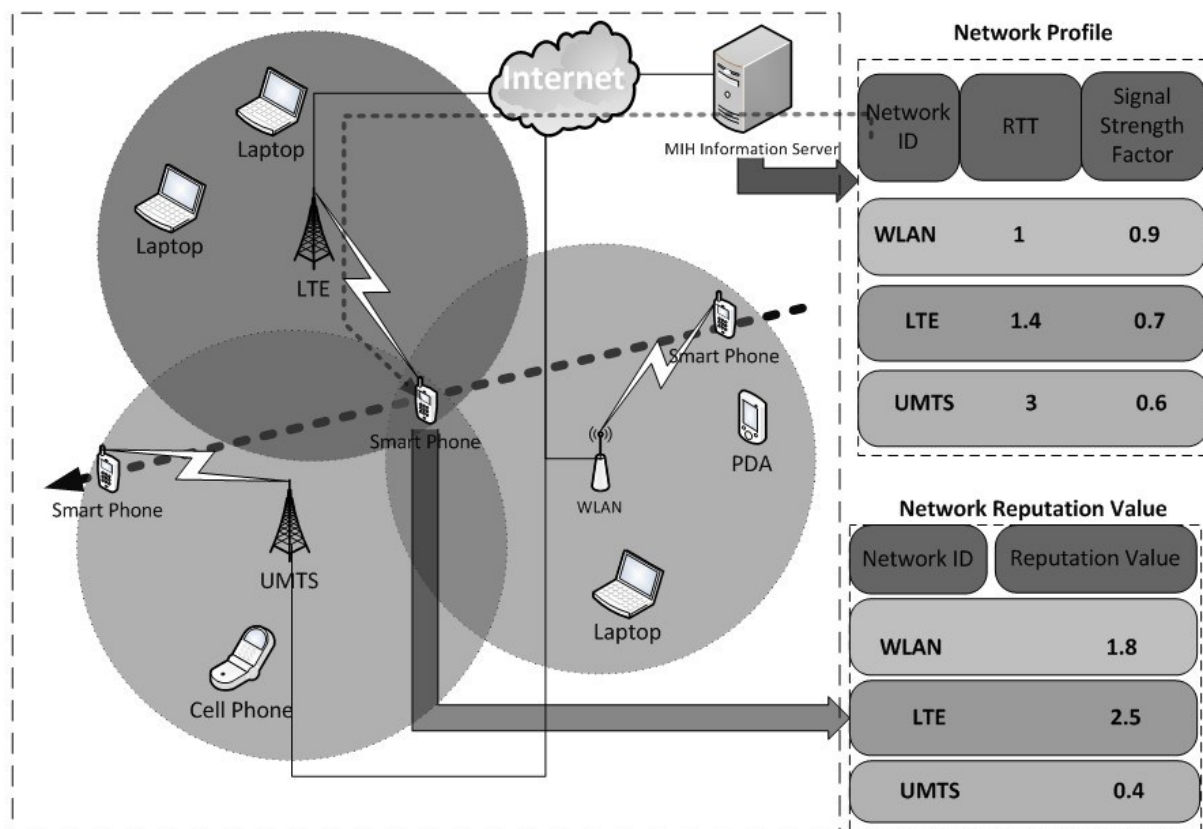 Internet
MIH Information Server
Laptop
Laptop
LTE
Smart Phone
Smart Phone
PDA
WLAN
Smart Phone
UMTS
Laptop
Cell Phone
Network Profile
Network ID
RTT
Signal Strength Factor
WLAN 1 0.9
LTE 1.4 0.7
UMTS 3 0.6
Network Reputation Value
Network ID Reputation Value
WLAN 1.8
LTE 2.5
UMTS 0.4